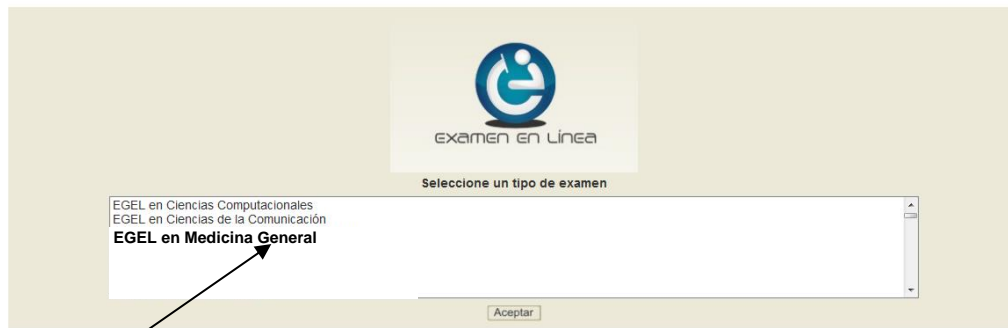 Examen en Línea
Seleccione un tipo de examen
EGEL en Ciencias Computacionales
EGEL en Ciencias de la Comunicación
EGEL en Medicina General
Aceptar